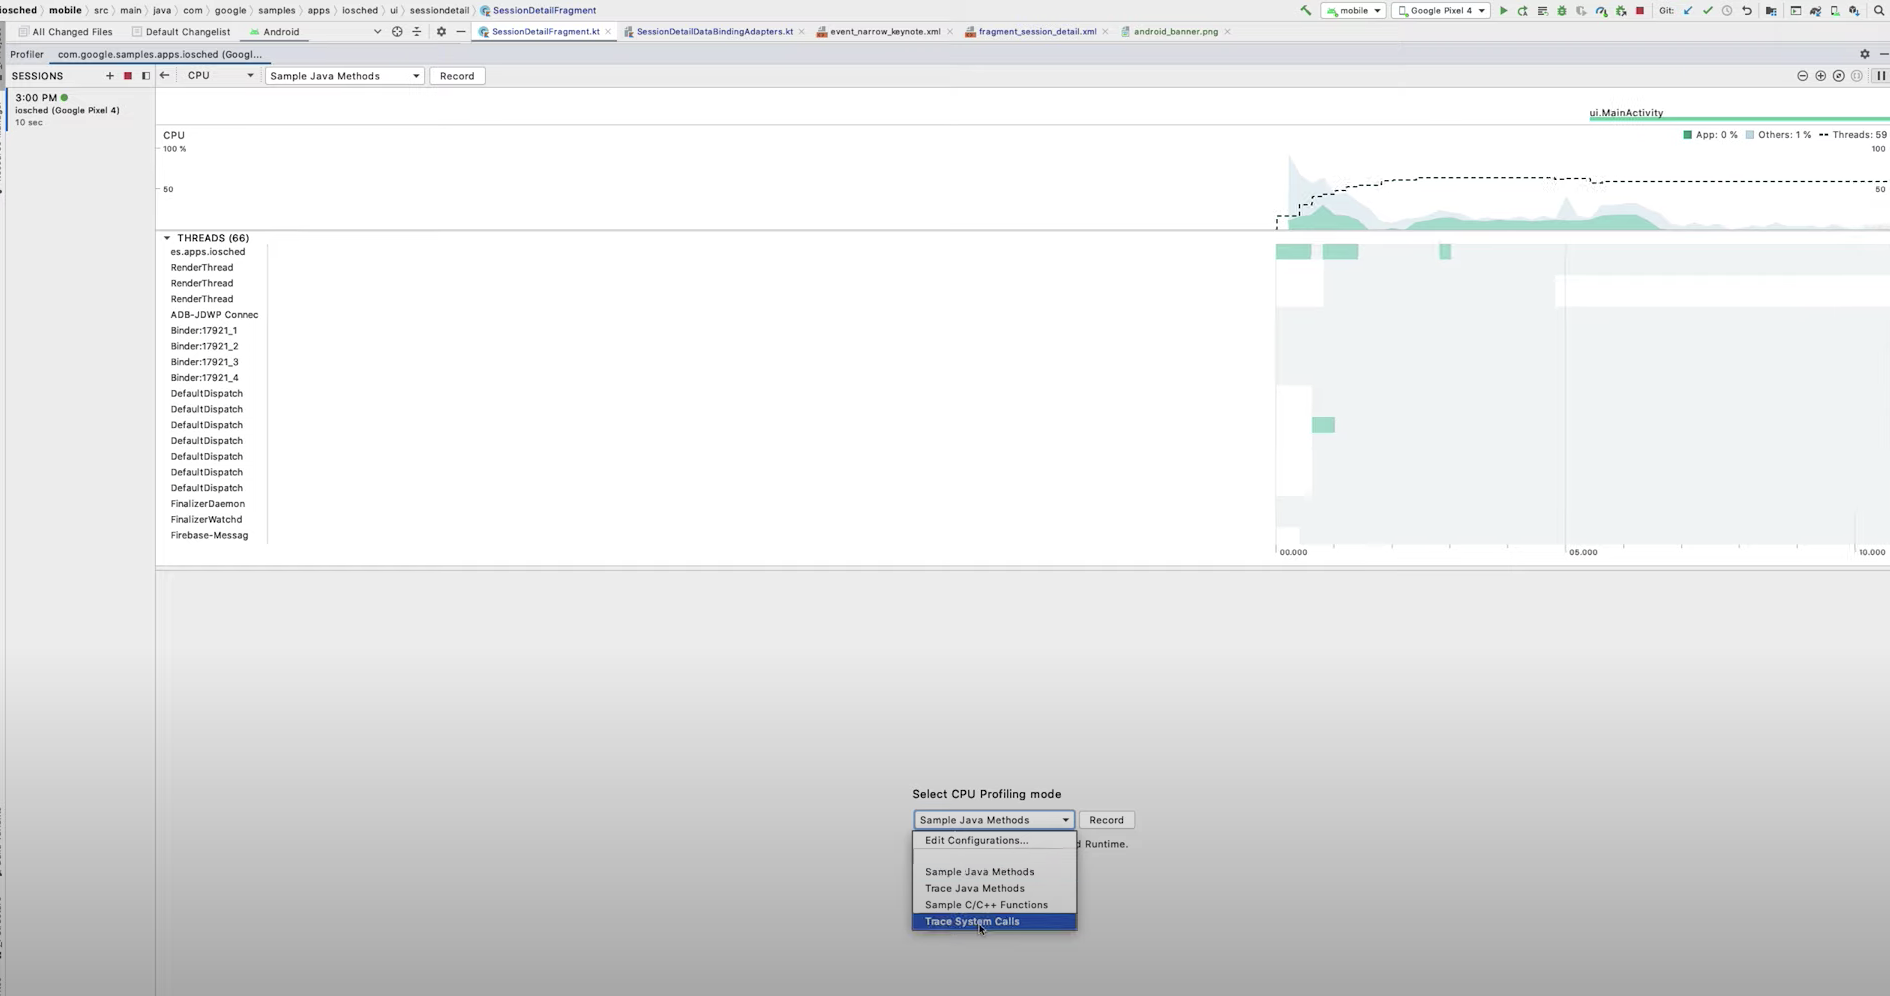 iosched › mobile › src › main › java › com › google › samples › apps › iosched › ui › sessiondetail › SessionDetailFragment mobile Google Pixel 4 Git:
All Changed Files Default Changelist Android SessionDetailFragment.kt SessionDetailDataBindingAdapters.kt event_narrow_keynote.xml fragment_session_detail.xml android_banner.png
Profiler com.google.samples.apps.iosched (Googl...
SESSIONS CPU Sample Java Methods Record
3:00 PM
iosched (Google Pixel 4)
10 sec
ui.MainActivity
CPU App: 0 % Others: 1 % Threads: 59
100 % 100
50 50
THREADS (66)
es.apps.iosched
RenderThread
RenderThread
RenderThread
ADB-JDWP Connec
Binder:17921_1
Binder:17921_2
Binder:17921_3
Binder:17921_4
DefaultDispatch
DefaultDispatch
DefaultDispatch
DefaultDispatch
DefaultDispatch
DefaultDispatch
DefaultDispatch
FinalizerDaemon
FinalizerWatchd
Firebase-Messag
00.000 05.000 10.000
Select CPU Profiling mode
Sample Java Methods Record
Edit Configurations...
d Runtime.
Sample Java Methods
Trace Java Methods
Sample C/C++ Functions
Trace System Calls